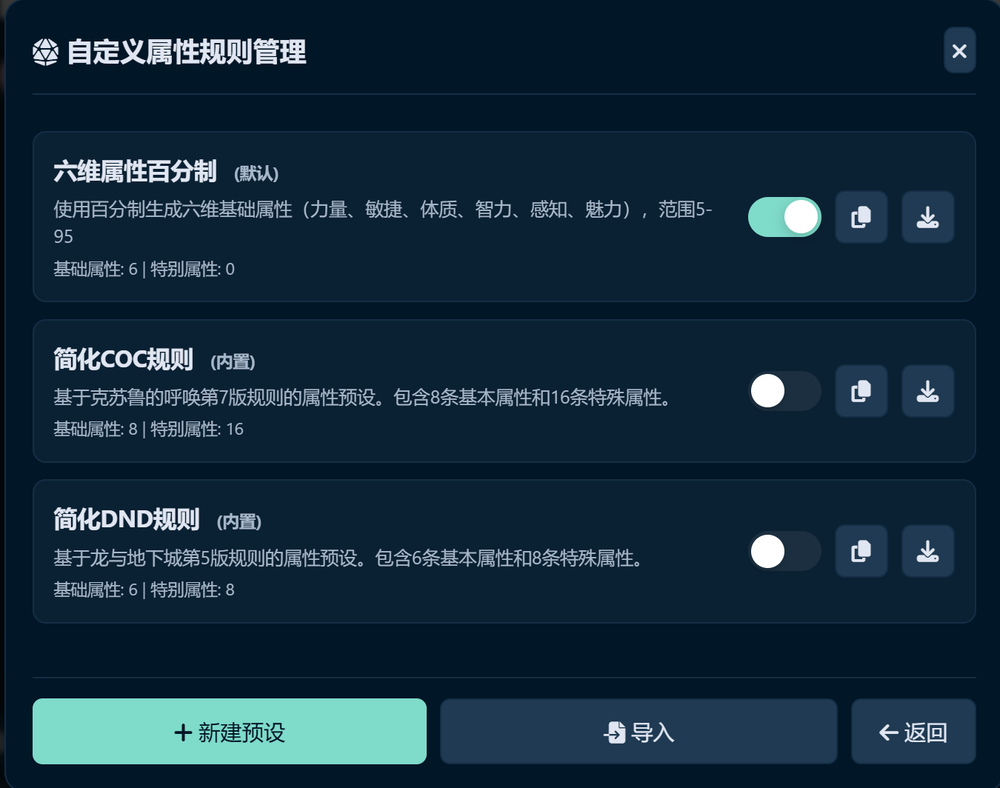 自定义属性规则管理
六维属性百分制 (默认)
使用百分制生成六维基础属性（力量、敏捷、体质、智力、感知、魅力），范围5-
95
基础属性: 6 | 特别属性: 0
简化COC规则 (内置)
基于克苏鲁的呼唤第7版规则的属性预设。包含8条基本属性和16条特殊属性。
基础属性: 8 | 特别属性: 16
简化DND规则 (内置)
基于龙与地下城第5版规则的属性预设。包含6条基本属性和8条特殊属性。
基础属性: 6 | 特别属性: 8
新建预设
导入
返回